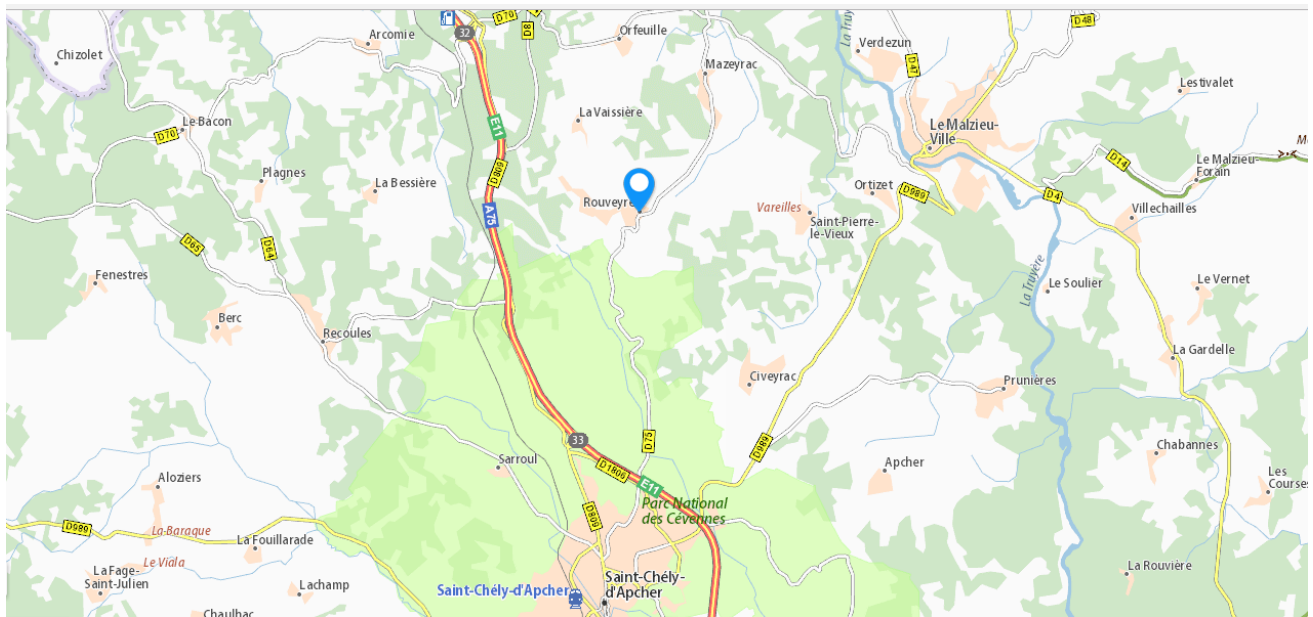 D70
D48
32
D8
Orfeuille
La Truy
Arcomie
Verdezun
Chizolet
D47
Mazeyrac
Lestivalet
La Vaissière
Le Bacon
E11
D70
Le Malzieu-
Ville
M
D14
Le Malzieu-
Forain
D809
Plagnes
La Bessière
Ortizet
D989
D4
Rouveyre
Vareilles
A75
Saint-Pierre-
le-Vieux
Villechailles
D65
D64
Fenestres
La Truyère
Le Soulier
Le Vernet
Berc
Recoules
La Gardelle
Civeyrac
Prunières
33
D75
D989
Chabannes
Sarroul
D1806
Apcher
Les
Courses
Aloziers
E11
Parc National
des Cévennes
D989
La-Baraque
D809
La Fouillarade
Le Viala
La Fage-
Saint-Julien
La Rouvière
Lachamp
Saint-Chély-d'Apcher
Saint-Chély-
d'Apcher
Chaulhac